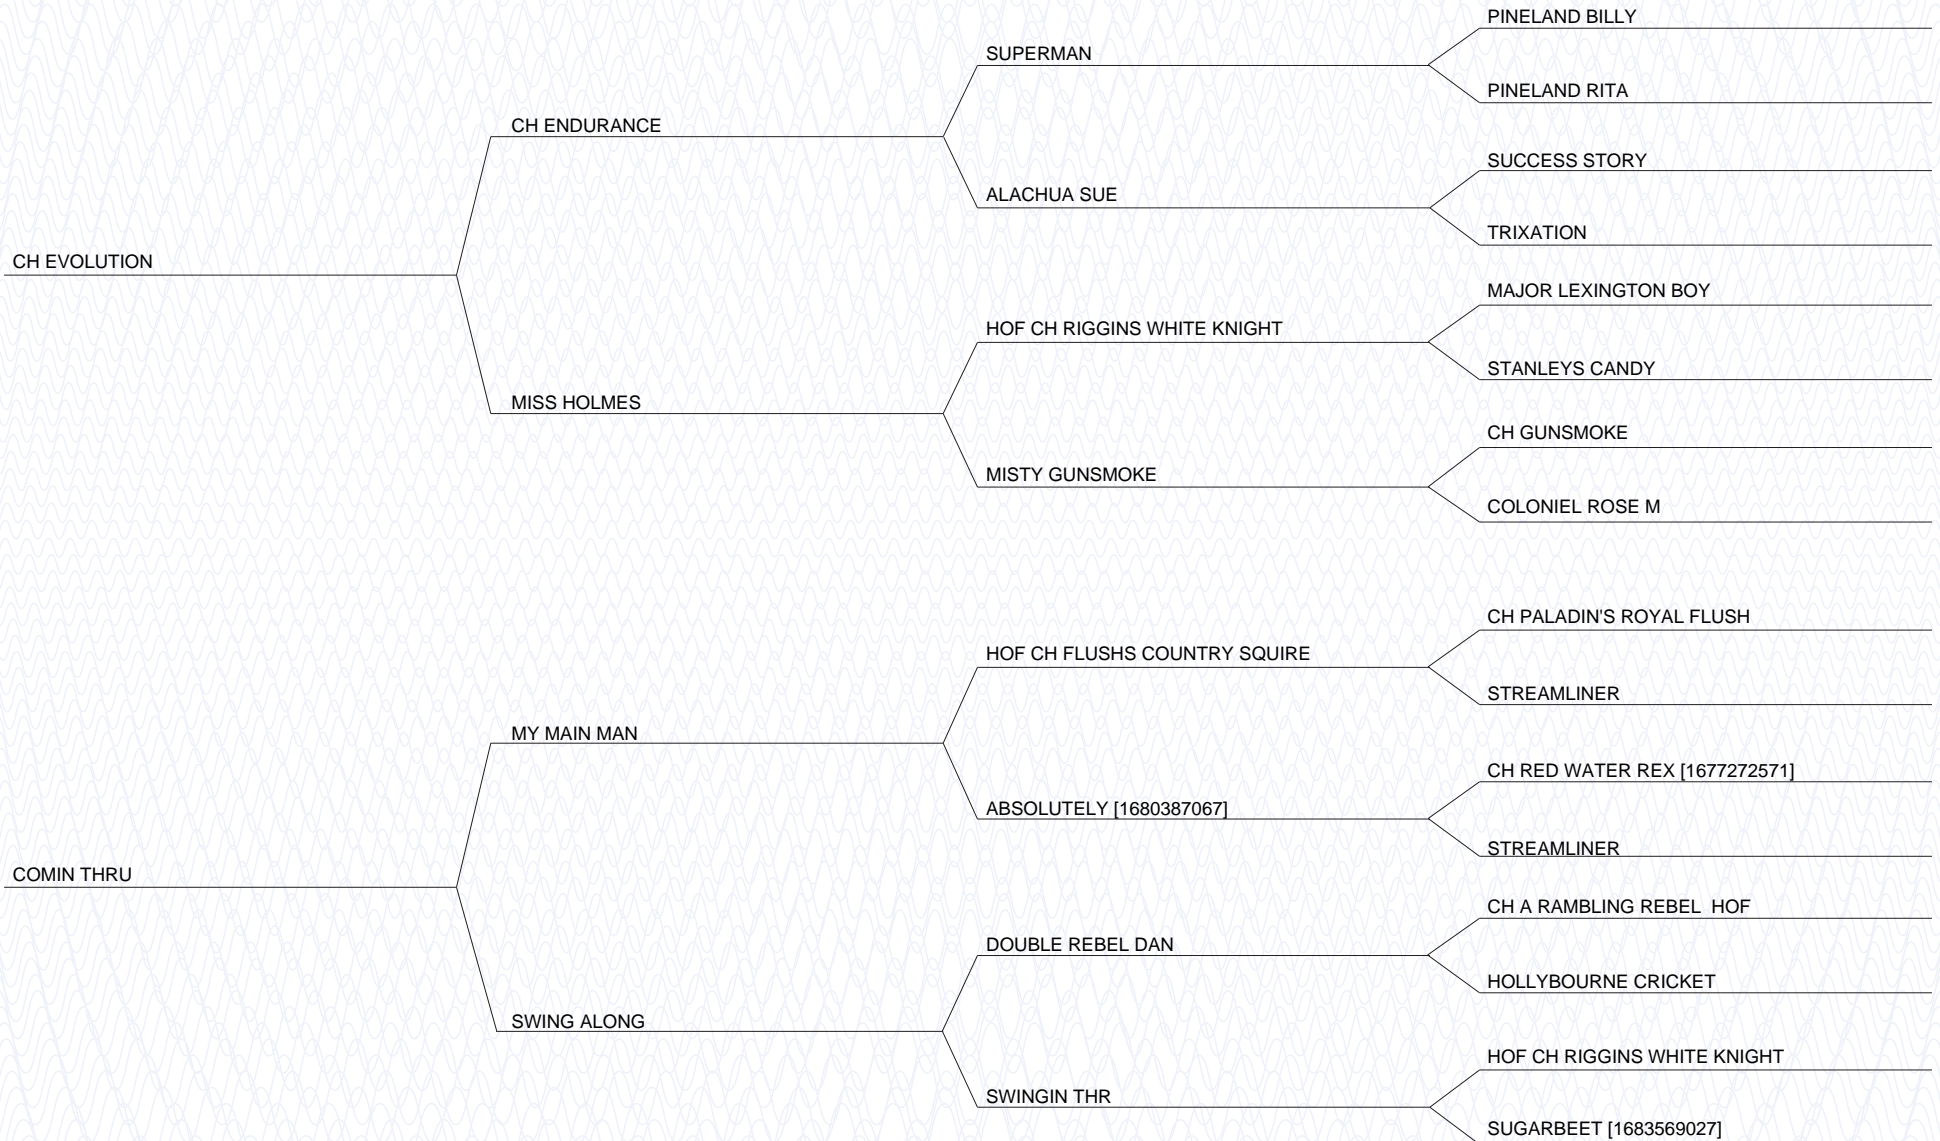 PINELAND BILLY
SUPERMAN
PINELAND RITA
CH ENDURANCE
SUCCESS STORY
ALACHUA SUE
TRIXATION
CH EVOLUTION
MAJOR LEXINGTON BOY
HOF CH RIGGINS WHITE KNIGHT
STANLEYS CANDY
MISS HOLMES
CH GUNSMOKE
MISTY GUNSMOKE
COLONIEL ROSE M
CH PALADIN'S ROYAL FLUSH
HOF CH FLUSHS COUNTRY SQUIRE
STREAMLINER
MY MAIN MAN
CH RED WATER REX [1677272571]
ABSOLUTELY [1680387067]
STREAMLINER
COMIN THRU
CH A RAMBLING REBEL  HOF
DOUBLE REBEL DAN
HOLLYBOURNE CRICKET
SWING ALONG
HOF CH RIGGINS WHITE KNIGHT
SWINGIN THR
SUGARBEET [1683569027]